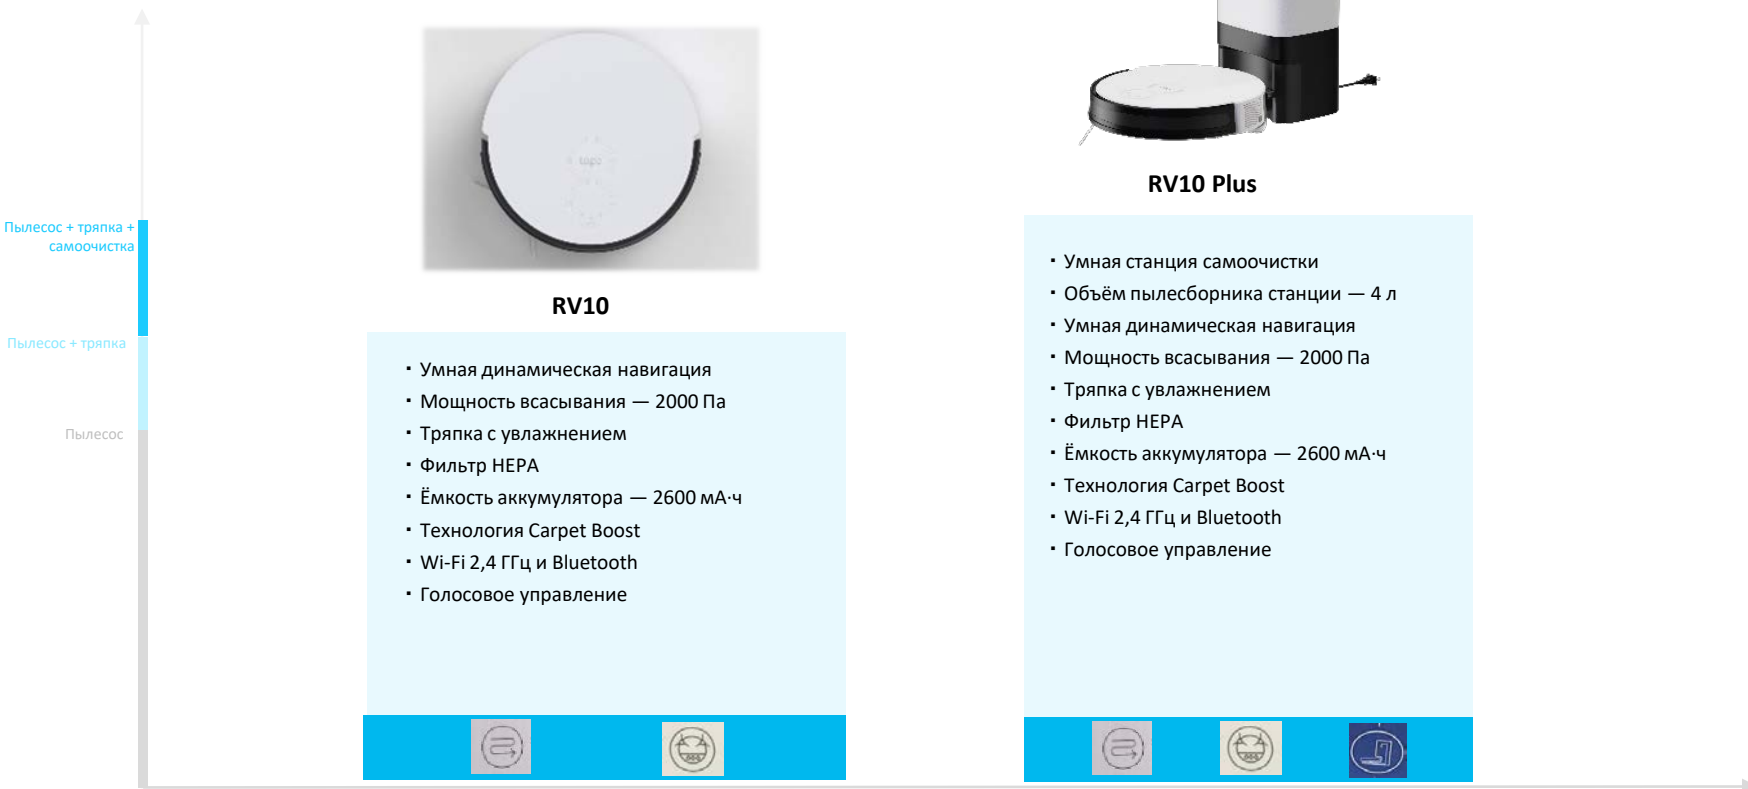 Пылесос + тряпка +
самоочистка
Пылесос + тряпка
Пылесос
tapo
RV10
▪ Умная динамическая навигация
▪ Мощность всасывания — 2000 Па
▪ Тряпка с увлажнением
▪ Фильтр HEPA
▪ Ёмкость аккумулятора — 2600 мА·ч
▪ Технология Carpet Boost
▪ Wi-Fi 2,4 ГГц и Bluetooth
▪ Голосовое управление
RV10 Plus
▪ Умная станция самоочистки
▪ Объём пылесборника станции — 4 л
▪ Умная динамическая навигация
▪ Мощность всасывания — 2000 Па
▪ Тряпка с увлажнением
▪ Фильтр HEPA
▪ Ёмкость аккумулятора — 2600 мА·ч
▪ Технология Carpet Boost
▪ Wi-Fi 2,4 ГГц и Bluetooth
▪ Голосовое управление